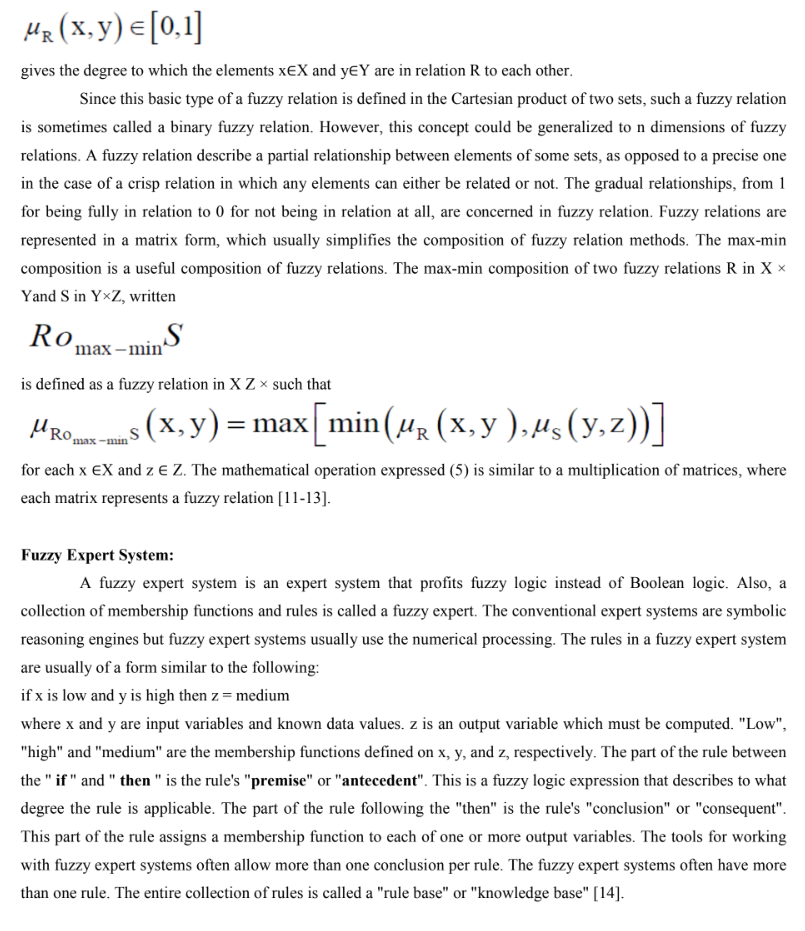 μR (x, y) ∈ [0,1]
gives the degree to which the elements x∈X and y∈Y are in relation R to each other.
Since this basic type of a fuzzy relation is defined in the Cartesian product of two sets, such a fuzzy relation
is sometimes called a binary fuzzy relation. However, this concept could be generalized to n dimensions of fuzzy
relations. A fuzzy relation describe a partial relationship between elements of some sets, as opposed to a precise one
in the case of a crisp relation in which any elements can either be related or not. The gradual relationships, from 1
for being fully in relation to 0 for not being in relation at all, are concerned in fuzzy relation. Fuzzy relations are
represented in a matrix form, which usually simplifies the composition of fuzzy relation methods. The max-min
composition is a useful composition of fuzzy relations. The max-min composition of two fuzzy relations R in X ×
Yand S in Y×Z, written
Ro max−min S
is defined as a fuzzy relation in X Z × such that
μRo max−min S (x, y) = max[min(μR (x, y ), μS (y, z))]
for each x ∈X and z ∈ Z. The mathematical operation expressed (5) is similar to a multiplication of matrices, where
each matrix represents a fuzzy relation [11-13].
Fuzzy Expert System:
A fuzzy expert system is an expert system that profits fuzzy logic instead of Boolean logic. Also, a
collection of membership functions and rules is called a fuzzy expert. The conventional expert systems are symbolic
reasoning engines but fuzzy expert systems usually use the numerical processing. The rules in a fuzzy expert system
are usually of a form similar to the following:
if x is low and y is high then z = medium
where x and y are input variables and known data values. z is an output variable which must be computed. "Low",
"high" and "medium" are the membership functions defined on x, y, and z, respectively. The part of the rule between
the " if " and " then " is the rule's "premise" or "antecedent". This is a fuzzy logic expression that describes to what
degree the rule is applicable. The part of the rule following the "then" is the rule's "conclusion" or "consequent".
This part of the rule assigns a membership function to each of one or more output variables. The tools for working
with fuzzy expert systems often allow more than one conclusion per rule. The fuzzy expert systems often have more
than one rule. The entire collection of rules is called a "rule base" or "knowledge base" [14].